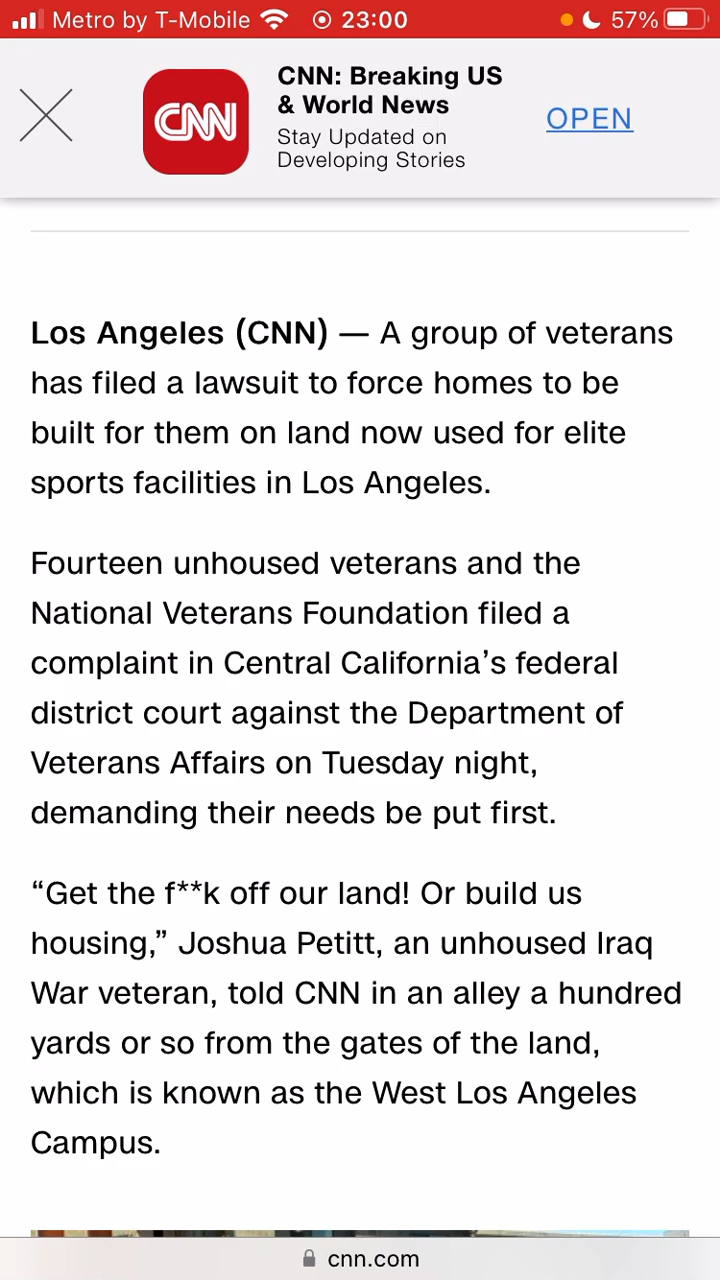 Metro by T-Mobile 23:00 57%
CNN
CNN: Breaking US
& World News
Stay Updated on
Developing Stories
OPEN
Los Angeles (CNN) — A group of veterans
has filed a lawsuit to force homes to be
built for them on land now used for elite
sports facilities in Los Angeles.
Fourteen unhoused veterans and the
National Veterans Foundation filed a
complaint in Central California’s federal
district court against the Department of
Veterans Affairs on Tuesday night,
demanding their needs be put first.
“Get the f**k off our land! Or build us
housing,” Joshua Petitt, an unhoused Iraq
War veteran, told CNN in an alley a hundred
yards or so from the gates of the land,
which is known as the West Los Angeles
Campus.
cnn.com